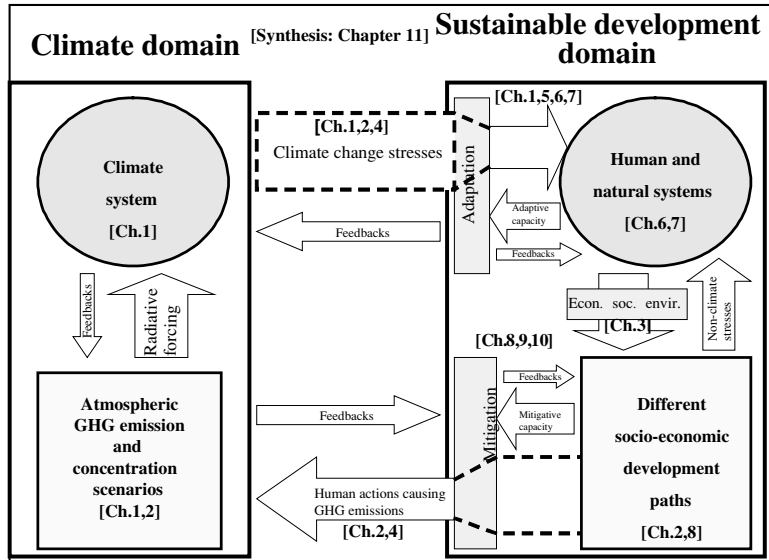 Climate domain
[Synthesis: Chapter 11]
Sustainable development
domain
[Ch.1,5,6,7]
[Ch.1,2,4]
Climate change stresses
Climate
system
[Ch.1]
Adaptation
Human and
natural systems
[Ch.6,7]
Adaptive
capacity
Feedbacks
Feedbacks
Feedbacks
Radiative
forcing
Econ. soc. envir.
[Ch.3]
Non-climate
stresses
[Ch.8,9,10]
Atmospheric
GHG emission
and
concentration
scenarios
[Ch.1,2]
Feedbacks
Mitigation
Feedbacks
Mitigative
capacity
Different
socio-economic
development
paths
[Ch.2,8]
Human actions causing
GHG emissions
[Ch.2,4]